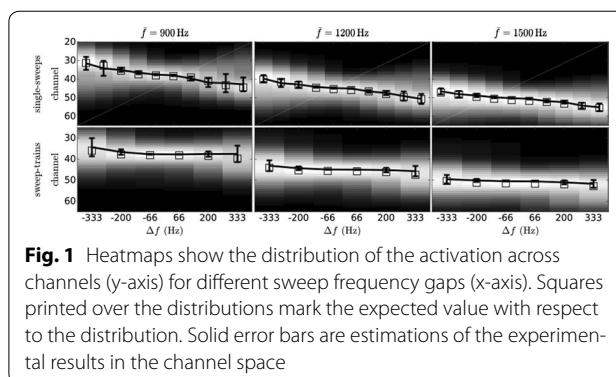 f̄ = 900 Hz f̄ = 1200 Hz f̄ = 1500 Hz
single-sweeps
channel
20
30
40
50
60
sweep-trains
channel
30
40
50
60
-333 -200 -66 66 200 333 -333 -200 -66 66 200 333 -333 -200 -66 66 200 333
Δf (Hz) Δf (Hz) Δf (Hz)
Fig. 1 Heatmaps show the distribution of the activation across
channels (y-axis) for different sweep frequency gaps (x-axis). Squares
printed over the distributions mark the expected value with respect
to the distribution. Solid error bars are estimations of the experimen-
tal results in the channel space